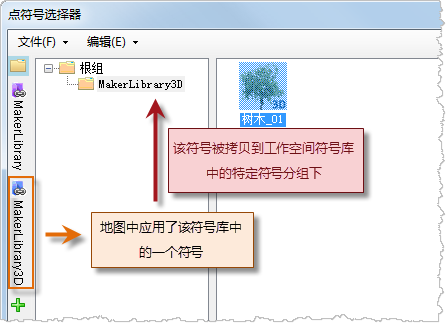 点符号选择器
文件(F)
编辑(E)
根组
MakerLibrary3D
MakerLibrary
MakerLibrary3D
3D
树木_01
该符号被拷贝到工作空间符号库
中的特定符号分组下
地图中应用了该符号库中
的一个符号